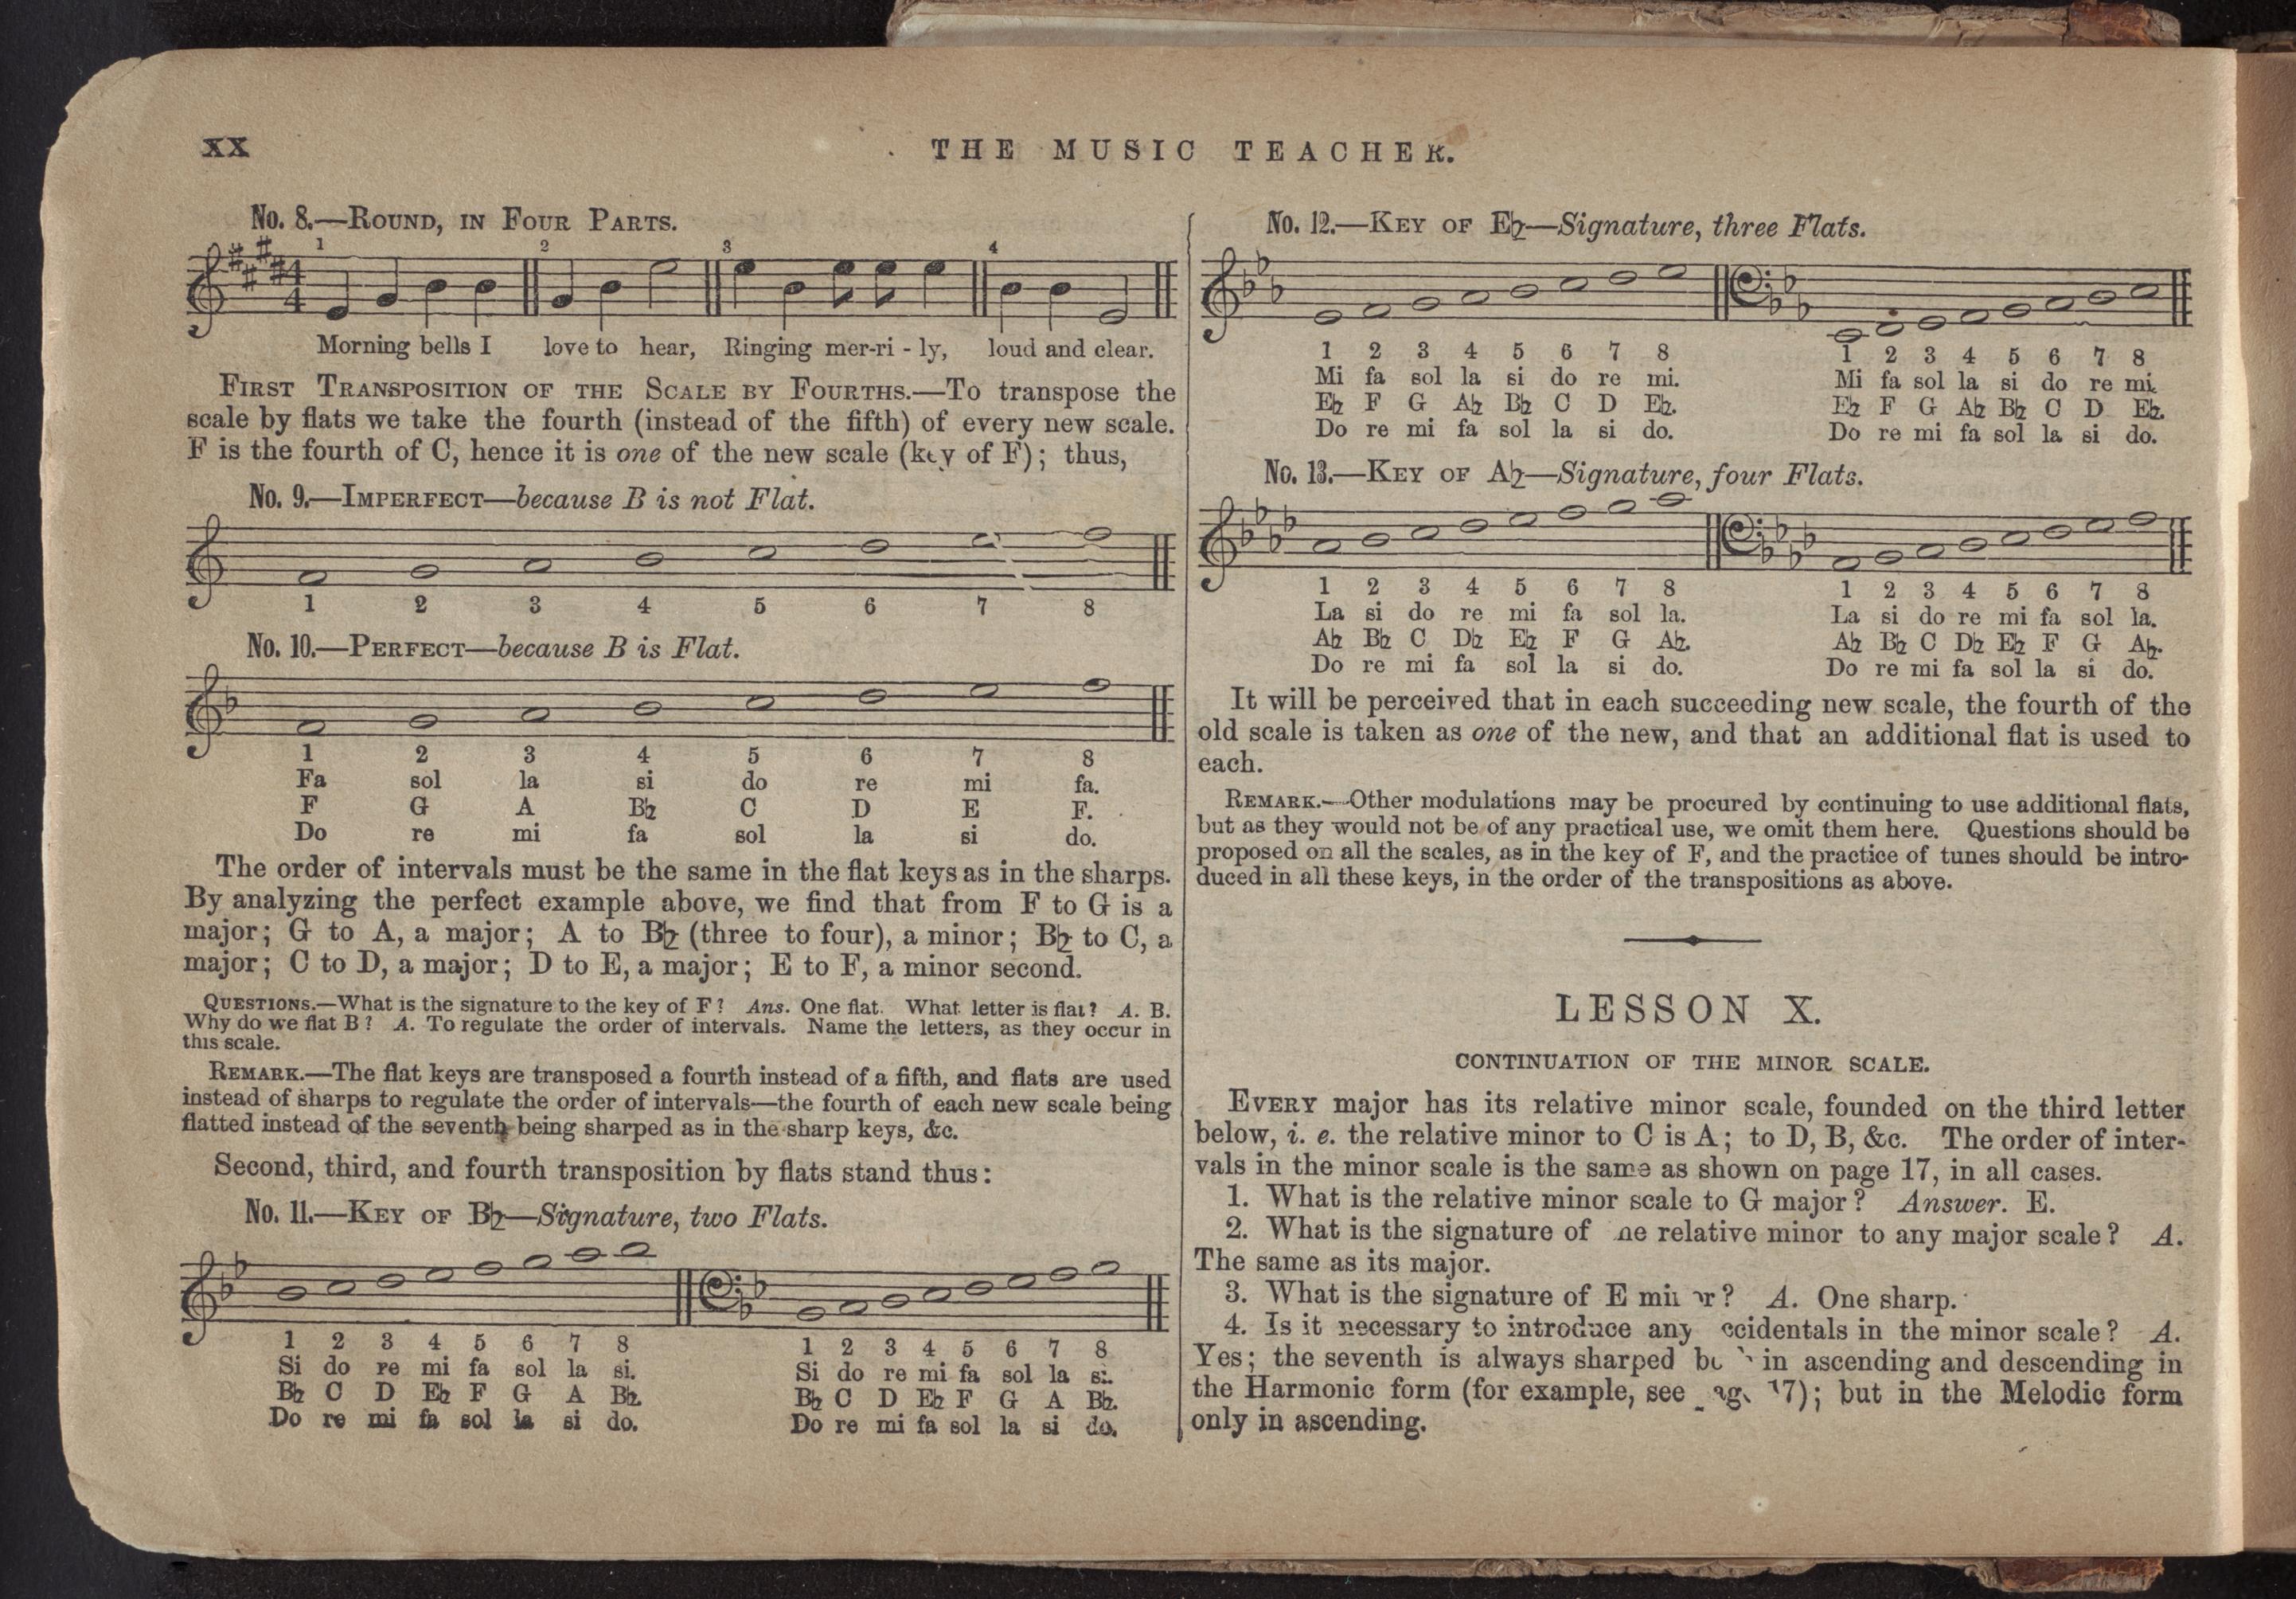 XX
THE MUSIC TEACHER.
No. 8.—Round, in Four Parts.
1 2 3 4
4
4
Morning bells I love to hear, Ringing mer-ri - ly, loud and clear.
First Transposition of the Scale by Fourths.—To transpose the
scale by flats we take the fourth (instead of the fifth) of every new scale.
F is the fourth of C, hence it is one of the new scale (key of F); thus,
No. 9.—Imperfect—because B is not Flat.
1 2 3 4 5 6 7 8
No. 10.—Perfect—because B is Flat.
1 2 3 4 5 6 7 8
Fa sol la si do re mi fa.
F G A B♭ C D E F.
Do re mi fa sol la si do.
The order of intervals must be the same in the flat keys as in the sharps.
By analyzing the perfect example above, we find that from F to G is a
major; G to A, a major; A to B♭ (three to four), a minor; B♭ to C, a
major; C to D, a major; D to E, a major; E to F, a minor second.
Questions.—What is the signature to the key of F? Ans. One flat. What letter is flat? A. B.
Why do we flat B? A. To regulate the order of intervals. Name the letters, as they occur in
this scale.
Remark.—The flat keys are transposed a fourth instead of a fifth, and flats are used
instead of sharps to regulate the order of intervals—the fourth of each new scale being
flatted instead of the seventh being sharped as in the sharp keys, &c.
Second, third, and fourth transposition by flats stand thus:
No. 11.—Key of B♭—Signature, two Flats.
1 2 3 4 5 6 7 8 1 2 3 4 5 6 7 8
Si do re mi fa sol la si. Si do re mi fa sol la si.
B♭ C D E♭ F G A B♭. B♭ C D E♭ F G A B♭.
Do re mi fa sol la si do. Do re mi fa sol la si do.
No. 12.—Key of E♭—Signature, three Flats.
1 2 3 4 5 6 7 8 1 2 3 4 5 6 7 8
Mi fa sol la si do re mi. Mi fa sol la si do re mi.
E♭ F G A♭ B♭ C D E♭. E♭ F G A♭ B♭ C D E♭.
Do re mi fa sol la si do. Do re mi fa sol la si do.
No. 13.—Key of A♭—Signature, four Flats.
1 2 3 4 5 6 7 8 1 2 3 4 5 6 7 8
La si do re mi fa sol la. La si do re mi fa sol la.
A♭ B♭ C D♭ E♭ F G A♭. A♭ B♭ C D♭ E♭ F G A♭.
Do re mi fa sol la si do. Do re mi fa sol la si do.
It will be perceived that in each succeeding new scale, the fourth of the
old scale is taken as one of the new, and that an additional flat is used to
each.
Remark.—Other modulations may be procured by continuing to use additional flats,
but as they would not be of any practical use, we omit them here. Questions should be
proposed on all the scales, as in the key of F, and the practice of tunes should be intro-
duced in all these keys, in the order of the transpositions as above.
LESSON X.
CONTINUATION OF THE MINOR SCALE.
Every major has its relative minor scale, founded on the third letter
below, i. e. the relative minor to C is A; to D, B, &c. The order of inter-
vals in the minor scale is the same as shown on page 17, in all cases.
1. What is the relative minor scale to G major? Answer. E.
2. What is the signature of the relative minor to any major scale? A.
The same as its major.
3. What is the signature of E minor? A. One sharp.
4. Is it necessary to introduce any accidentals in the minor scale? A.
Yes; the seventh is always sharped both in ascending and descending in
the Harmonic form (for example, see page 17); but in the Melodic form
only in ascending.